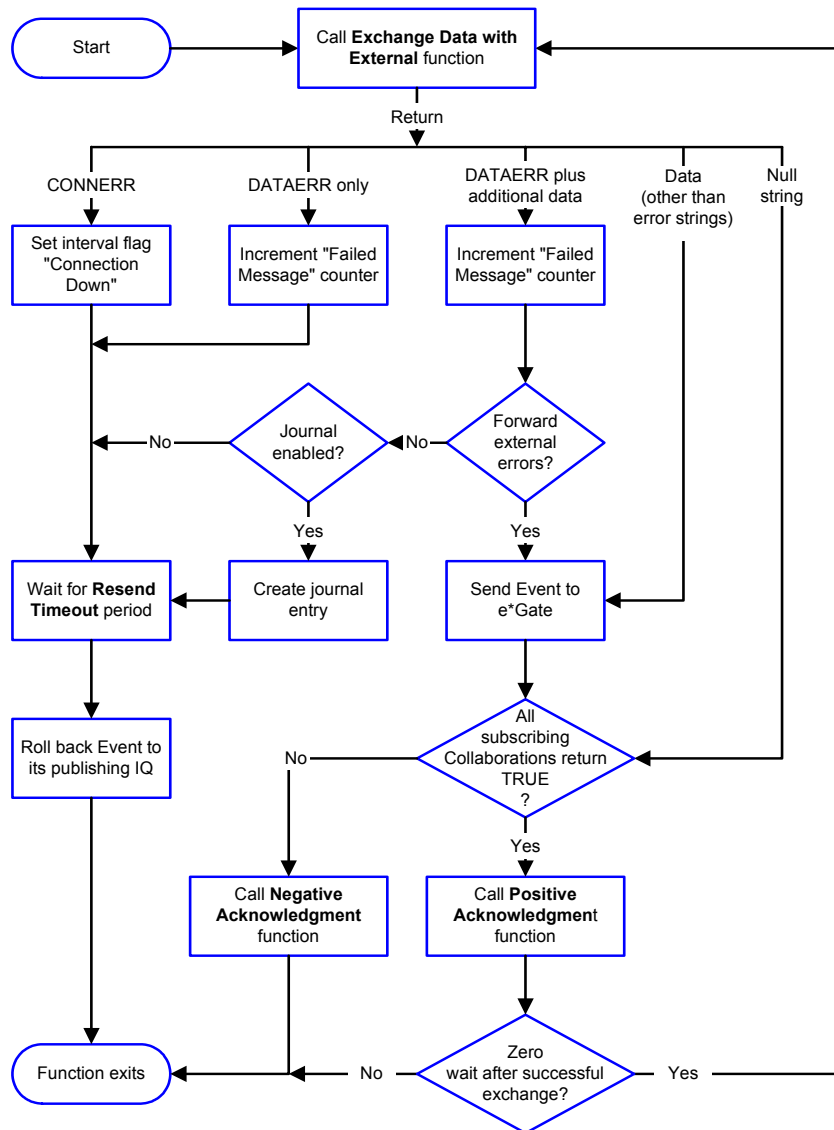 Start
Call Exchange Data with
External function
Return
CONNERR
DATAERR only
DATAERR plus
additional data
Data
(other than
error strings)
Null
string
Set interval flag
"Connection
Down"
Increment "Failed
Message" counter
Increment "Failed
Message" counter
No
Journal
enabled?
No
Forward
external
errors?
Yes
Yes
Wait for Resend
Timeout period
Create journal
entry
Send Event to
e*Gate
Roll back Event to
its publishing IQ
No
All
subscribing
Collaborations return
TRUE
?
Yes
Call Negative
Acknowledgment
function
Call Positive
Acknowledgment
function
Function exits
No
Zero
wait after successful
exchange?
Yes